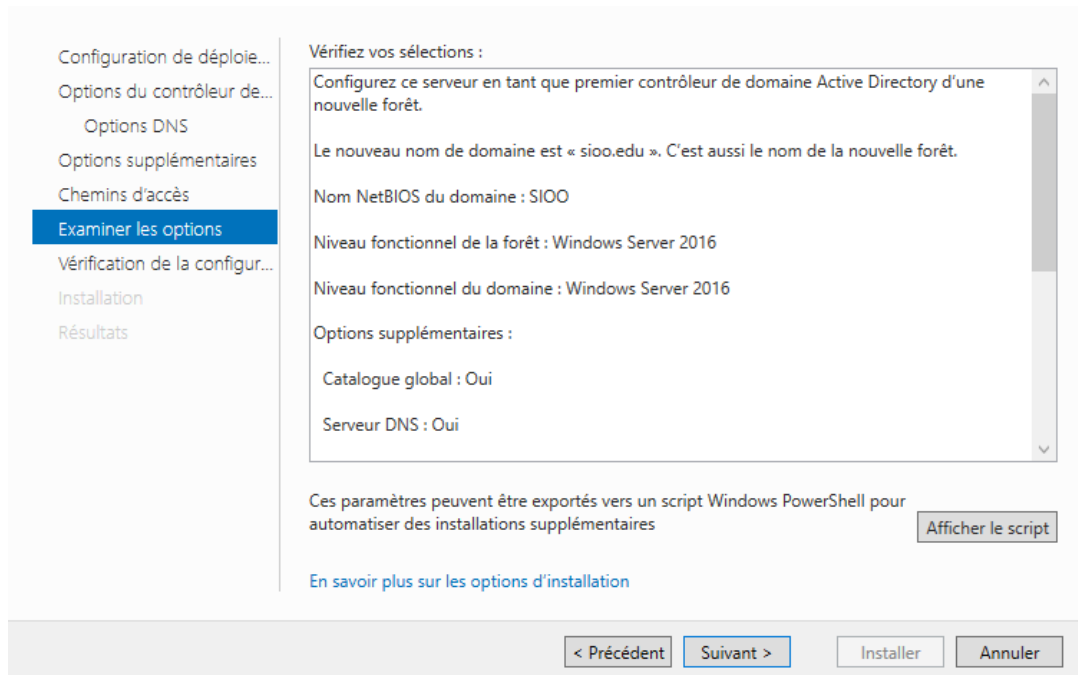 Configuration de déploie...
Options du contrôleur de...
Options DNS
Options supplémentaires
Chemins d'accès
Examiner les options
Vérification de la configur...
Installation
Résultats
Vérifiez vos sélections :
Configurez ce serveur en tant que premier contrôleur de domaine Active Directory d'une
nouvelle forêt.
Le nouveau nom de domaine est « sioo.edu ». C'est aussi le nom de la nouvelle forêt.
Nom NetBIOS du domaine : SIOO
Niveau fonctionnel de la forêt : Windows Server 2016
Niveau fonctionnel du domaine : Windows Server 2016
Options supplémentaires :
Catalogue global : Oui
Serveur DNS : Oui
Ces paramètres peuvent être exportés vers un script Windows PowerShell pour
automatiser des installations supplémentaires
Afficher le script
En savoir plus sur les options d'installation
< Précédent
Suivant >
Installer
Annuler